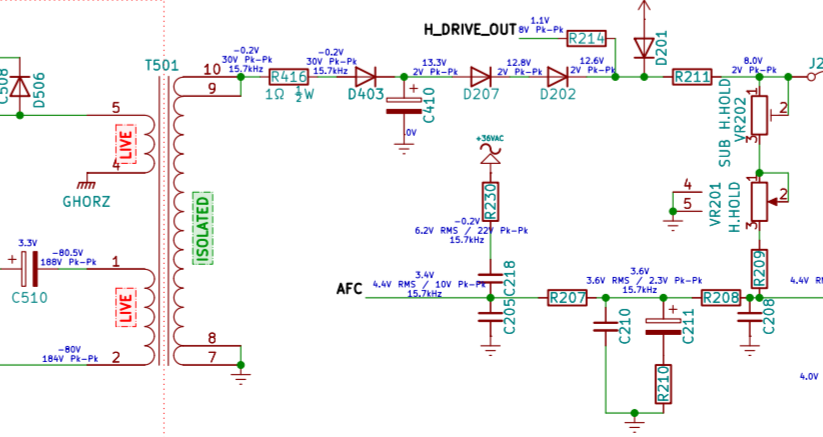 H_DRIVE_OUT
1.1V
8V Pk-Pk
R214
D201
T501
10
9
-0.2V
30V Pk-Pk
15.7kHz
R416
1Ω ½W
-0.2V
30V Pk-Pk
15.7kHz
D403
13.3V
2V Pk-Pk
+
C410
0V
D207
12.8V
2V Pk-Pk
D202
12.6V
2V Pk-Pk
R211
8.0V
2V Pk-Pk
J2
C508
D506
5
LIVE
4
GHORZ
ISOLATED
SUB H.HOLD
VR202
1
2
3
+36VAC
R230
-0.2V
6.2V RMS / 22V Pk-Pk
15.7kHz
4
5
VR201
H.HOLD
1
2
3
3.3V
188V Pk-Pk
+
C510
-80.5V
1
LIVE
-80V
184V Pk-Pk
2
8
7
AFC
3.4V
4.4V RMS / 10V Pk-Pk
15.7kHz
C218
C205
R207
3.6V
3.6V RMS / 2.3V Pk-Pk
15.7kHz
C210
+
C211
R210
R208
R209
C208
4.4V
4.0V